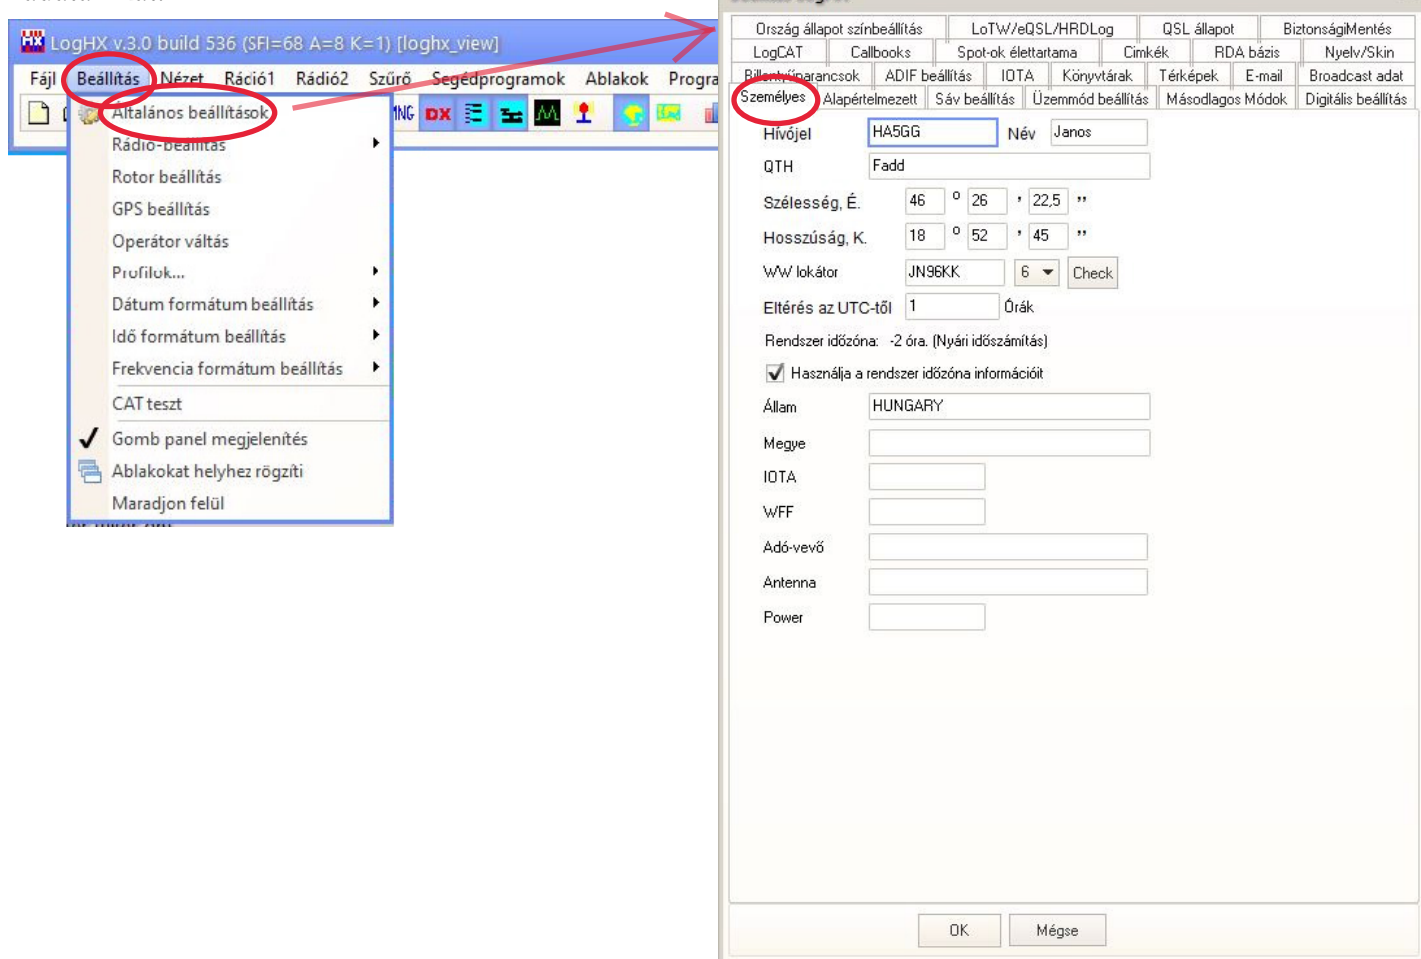 LogHX v.3.0 build 536 (SFI=68 A=8 K=1) [loghx_view]
Fájl Beállítás Nézet Rádió1 Rádió2 Szűrő Segédprogramok Ablakok Progra
MNG DX
Általános beállítások
Rádió-beállítás
Rotor beállítás
GPS beállítás
Operátor váltás
Profilok...
Dátum formátum beállítás
Idő formátum beállítás
Frekvencia formátum beállítás
CAT teszt
Gomb panel megjelenítés
Ablakokat helyhez rögzíti
Maradjon felül
Ország állapot színbeállítás LoTW/eQSL/HRDLog QSL állapot BiztonságiMentés
LogCAT Callbooks Spot-ok élettartama Cimkék RDA bázis Nyelv/Skin
Billentyűparancsok ADIF beállítás IOTA Könyvtárak Térképek E-mail Broadcast adat
Személyes Alapértelmezett Sáv beállítás Üzemmód beállítás Másodlagos Módok Digitális beállítás
Hívójel HA5GG Név Janos
QTH Fadd
Szélesség, É. 46 o 26 ' 22,5 ''
Hosszúság, K. 18 o 52 ' 45 ''
WW lokátor JN96KK 6 Check
Eltérés az UTC-től 1 Órák
Rendszer időzóna: -2 óra. (Nyári időszámítás)
Használja a rendszer időzóna információit
Állam HUNGARY
Megye
IOTA
WFF
Adó-vevő
Antenna
Power
OK Mégse